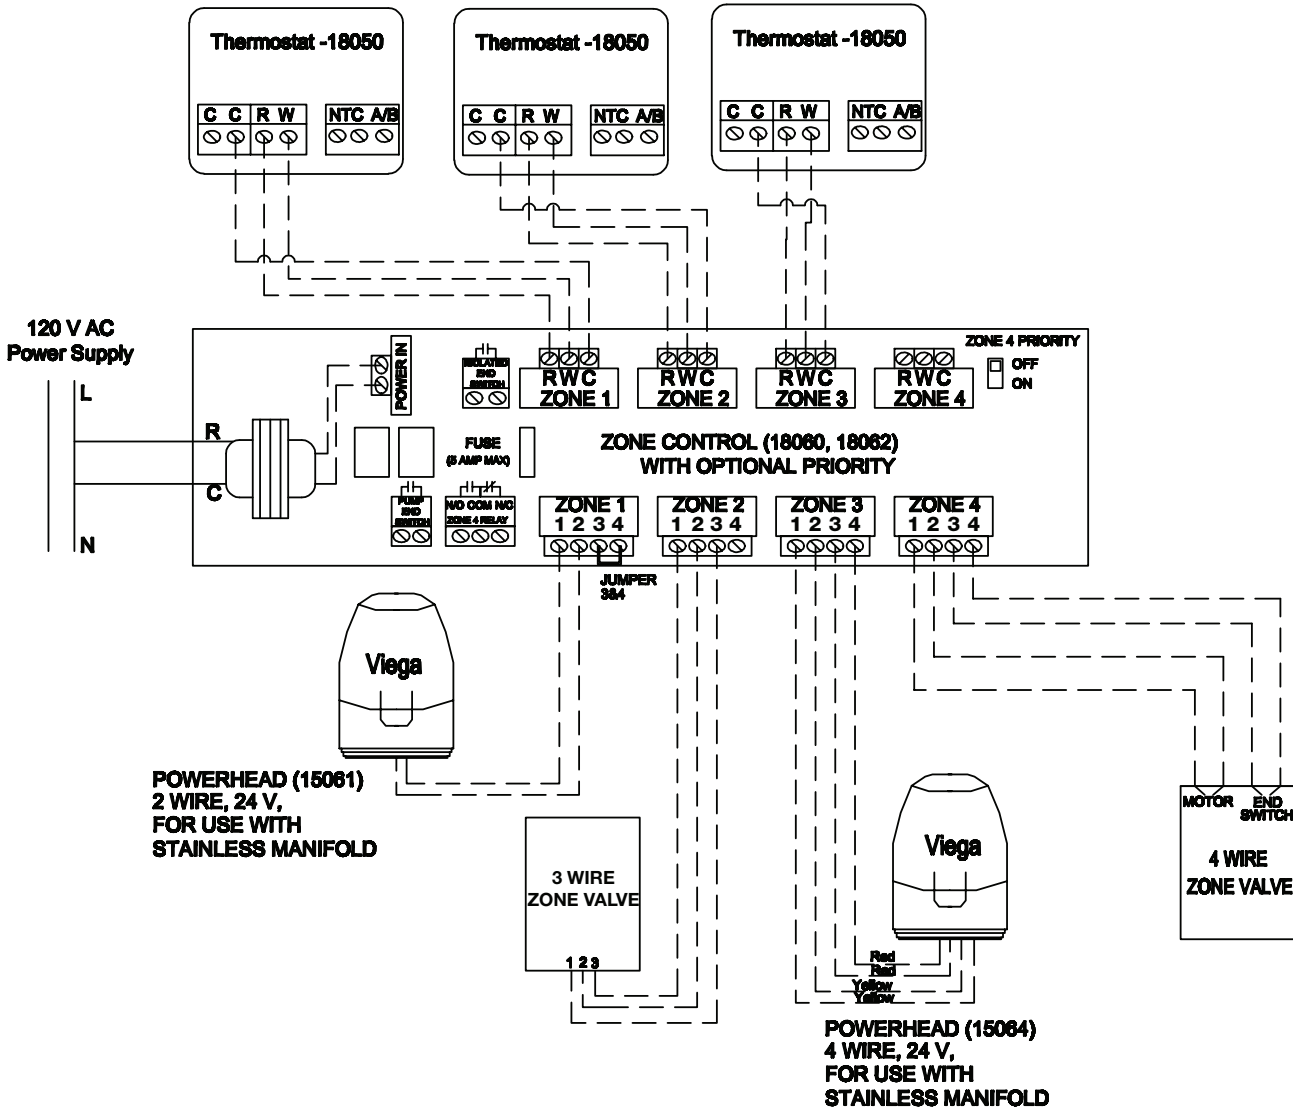 Thermostat -18050
C C R W
NTC A/B
Thermostat -18050
C C R W
NTC A/B
Thermostat -18050
C C R W
NTC A/B
120 V AC
Power Supply
L
R
C
N
POWER IN
ISOLATED
END
SWITCH
R W C
ZONE 1
R W C
ZONE 2
R W C
ZONE 3
R W C
ZONE 4
ZONE 4 PRIORITY
OFF
ON
FUSE
(5 AMP MAX)
ZONE CONTROL (18060, 18062)
WITH OPTIONAL PRIORITY
PUMP
END
SWITCH
N/O COM N/C
ZONE 4 RELAY
ZONE 1
1 2 3 4
ZONE 2
1 2 3 4
ZONE 3
1 2 3 4
ZONE 4
1 2 3 4
JUMPER
3&4
Viega
POWERHEAD (15061)
2 WIRE, 24 V,
FOR USE WITH
STAINLESS MANIFOLD
3 WIRE
ZONE VALVE
1 2 3
Viega
Red
Red
Yellow
Yellow
POWERHEAD (15064)
4 WIRE, 24 V,
FOR USE WITH
STAINLESS MANIFOLD
MOTOR
END
SWITCH
4 WIRE
ZONE VALVE